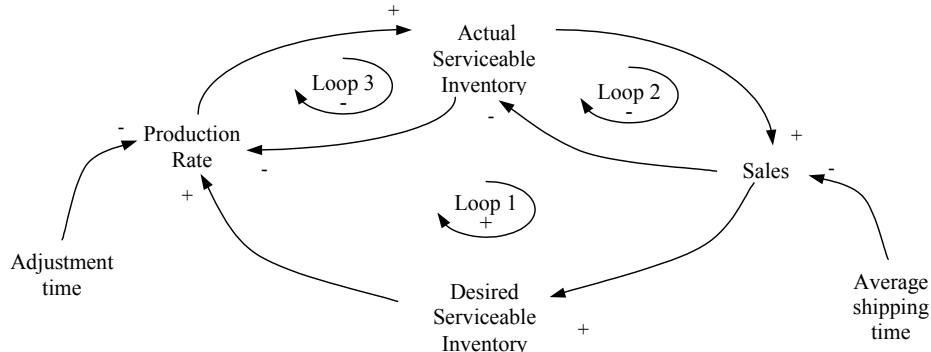 +
Actual
Serviceable
Inventory
Loop 3
-
Loop 2
-
-
Production
Rate
-
-
+
Sales
-
+
Loop 1
+
Adjustment
time
Desired
Serviceable
Inventory
+
Average
shipping
time